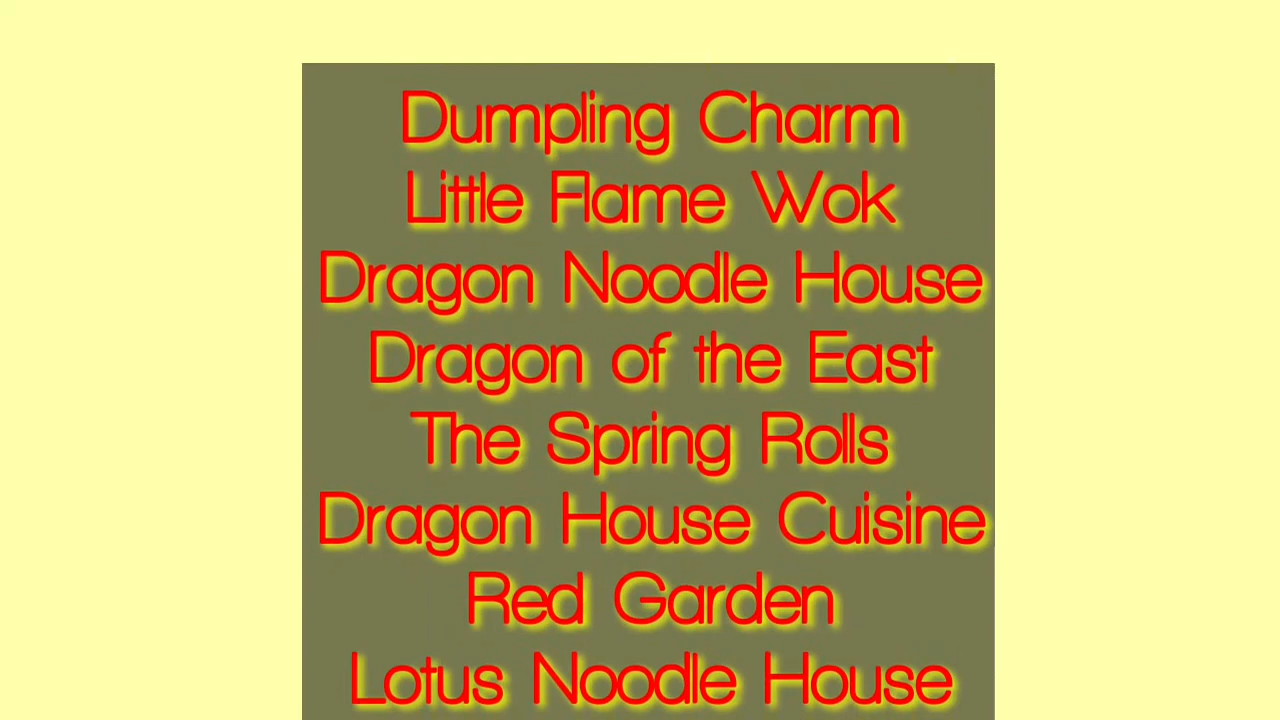 Dumpling Charm
Little Flame Wok
Dragon Noodle House
Dragon of the East
The Spring Rolls
Dragon House Cuisine
Red Garden
Lotus Noodle House